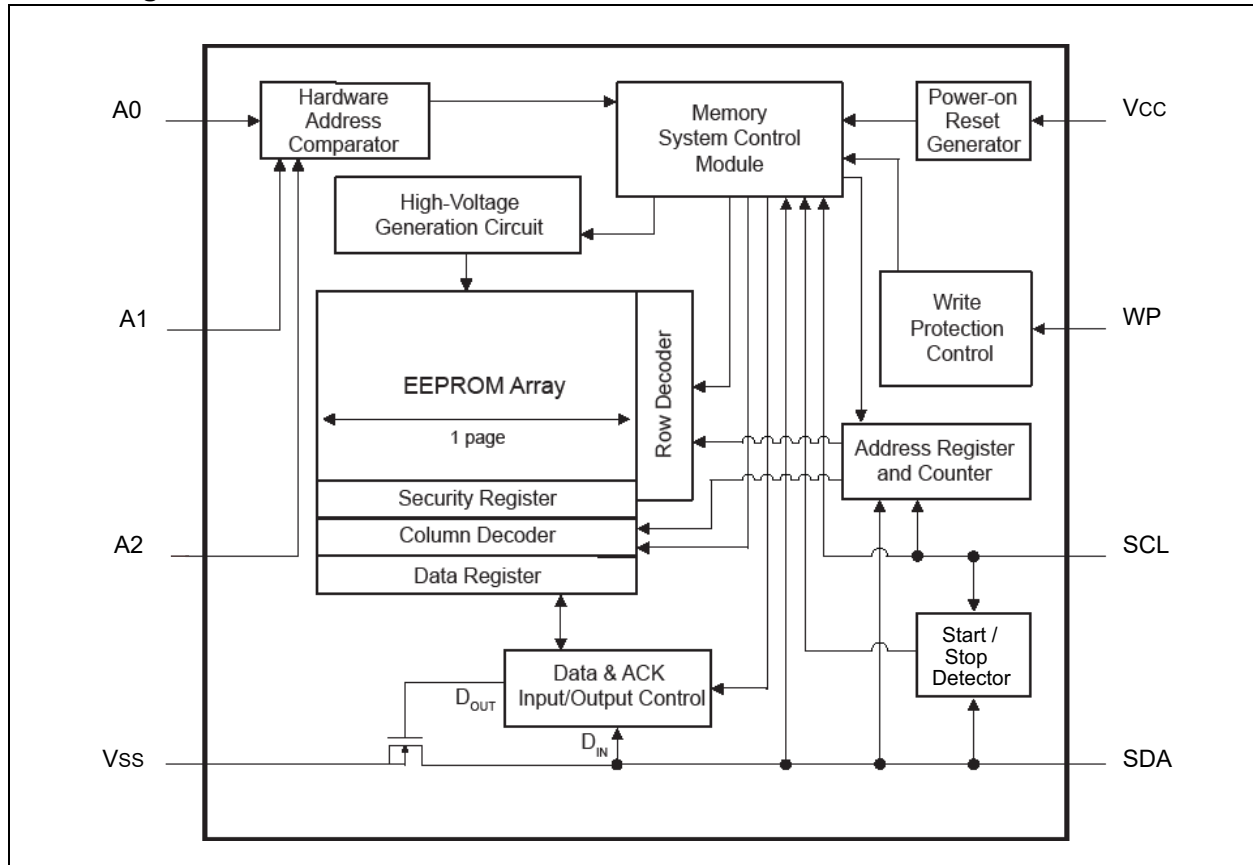 A0
Hardware
Address
Comparator
Memory
System Control
Module
Power-on
Reset
Generator
VCC
High-Voltage
Generation Circuit
A1
EEPROM Array
1 page
Row Decoder
Write
Protection
Control
WP
Address Register
and Counter
Security Register
Column Decoder
Data Register
A2
SCL
Start /
Stop
Detector
Data & ACK
Input/Output Control
DOUT
DIN
VSS
SDA